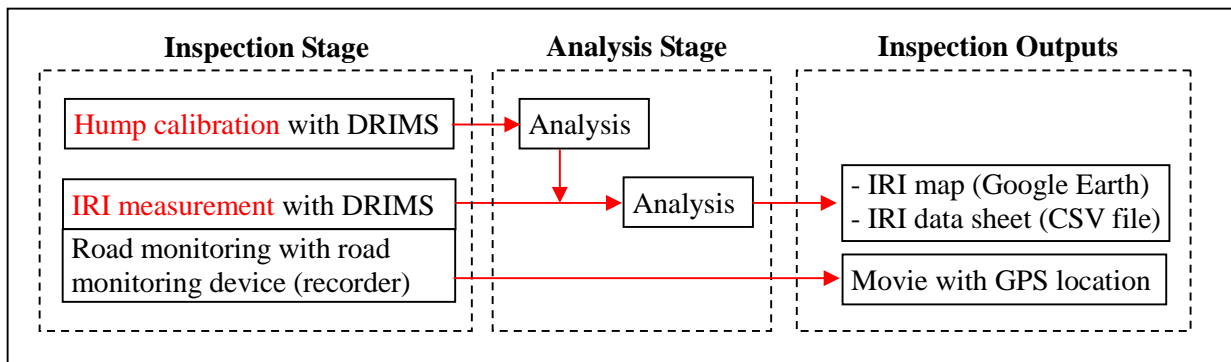 Inspection Stage
Analysis Stage
Inspection Outputs
Hump calibration with DRIMS
Analysis
IRI measurement with DRIMS
Analysis
- IRI map (Google Earth)
- IRI data sheet (CSV file)
Road monitoring with road
monitoring device (recorder)
Movie with GPS location